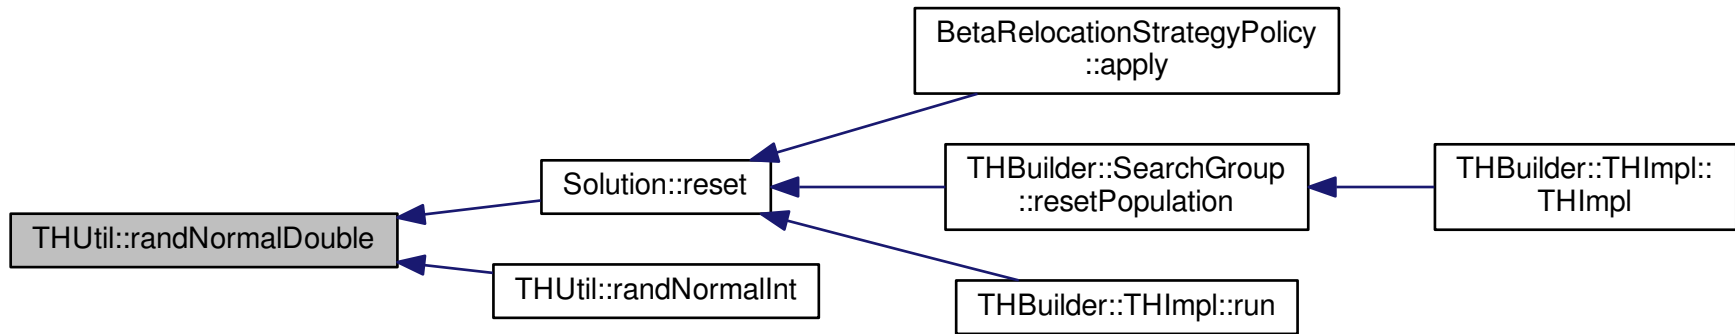 BetaRelocationStrategyPolicy
::apply
THBuilder::SearchGroup
::resetPopulation
THBuilder::THImpl::
THImpl
Solution::reset
THUtil::randNormalDouble
THUtil::randNormalInt
THBuilder::THImpl::run